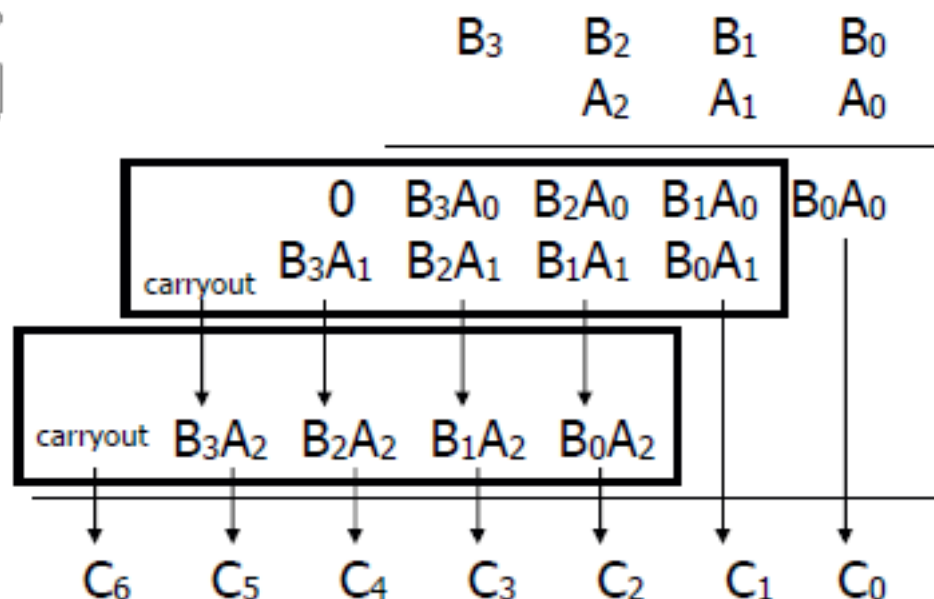 B₃ B₂ B₁ B₀
A₂ A₁ A₀
0 B₃A₀ B₂A₀ B₁A₀ B₀A₀
carryout B₃A₁ B₂A₁ B₁A₁ B₀A₁
carryout B₃A₂ B₂A₂ B₁A₂ B₀A₂
C₆ C₅ C₄ C₃ C₂ C₁ C₀